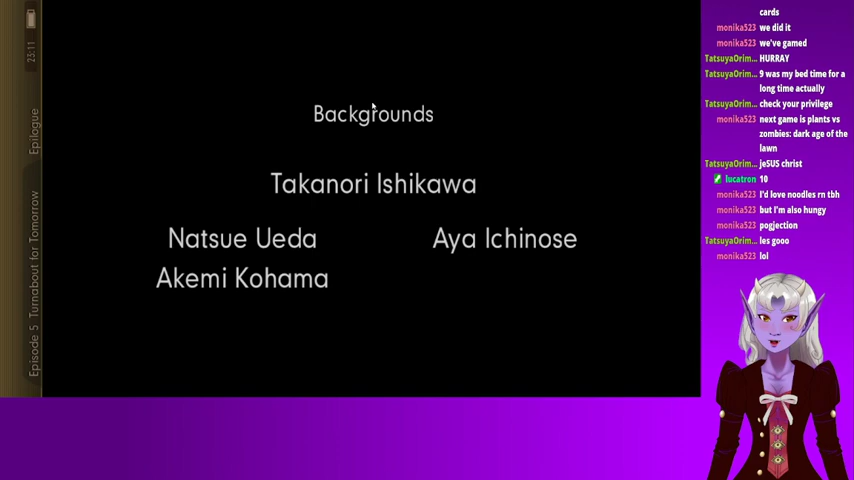 23:11
Epilogue
Episode 5 Turnabout for Tomorrow
Backgrounds
Takanori Ishikawa
Natsue Ueda
Aya Ichinose
Akemi Kohama
cards
monika523 we did it
monika523 we've gamed
TatsuyaOrim... HURRAY
TatsuyaOrim... 9 was my bed time for a
long time actually
TatsuyaOrim... check your privilege
monika523 next game is plants vs
zombies: dark age of the
lawn
TatsuyaOrim... jeSUS christ
lucatron 10
monika523 I'd love noodles rn tbh
monika523 but I'm also hungy
monika523 pogjection
TatsuyaOrim... les gooo
monika523 lol